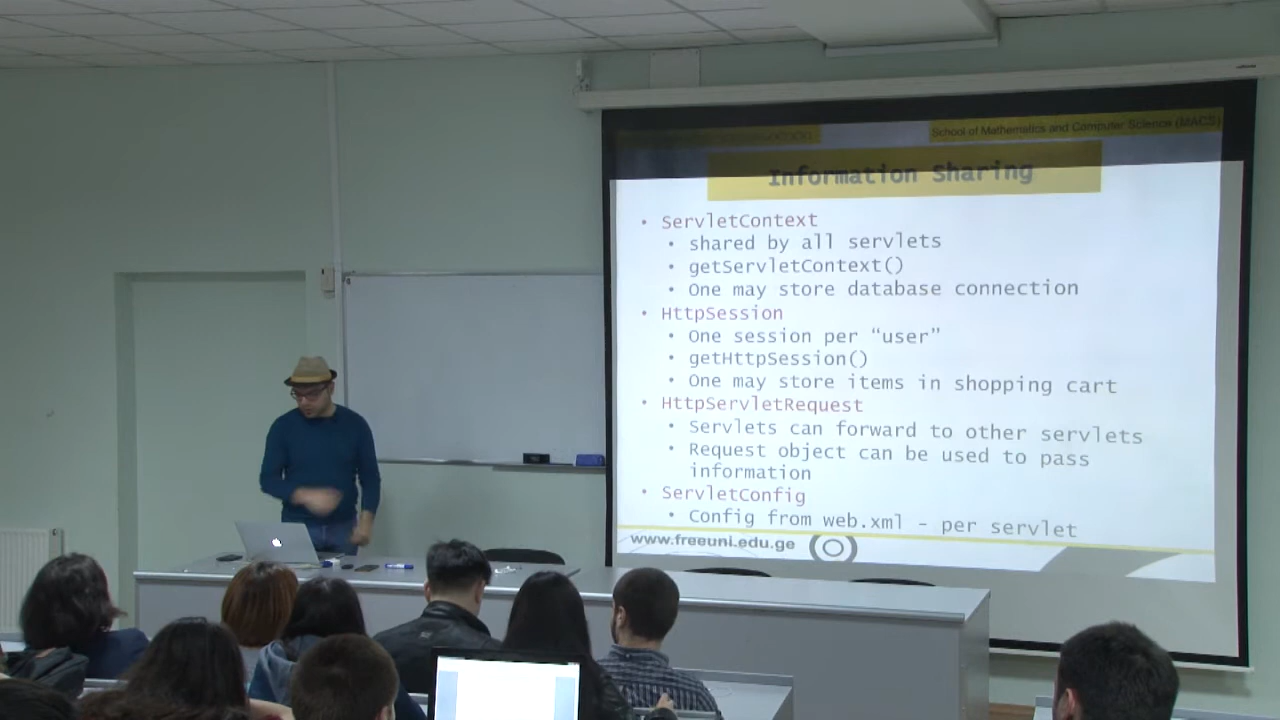 School of Mathematics and Computer Science (MACS)
Information Sharing
• ServletContext
• shared by all servlets
• getServletContext()
• One may store database connection
• HttpSession
• One session per “user”
• getHttpSession()
• One may store items in shopping cart
• HttpServletRequest
• Servlets can forward to other servlets
• Request object can be used to pass
information
• ServletConfig
• Config from web.xml - per servlet
www.freeuni.edu.ge